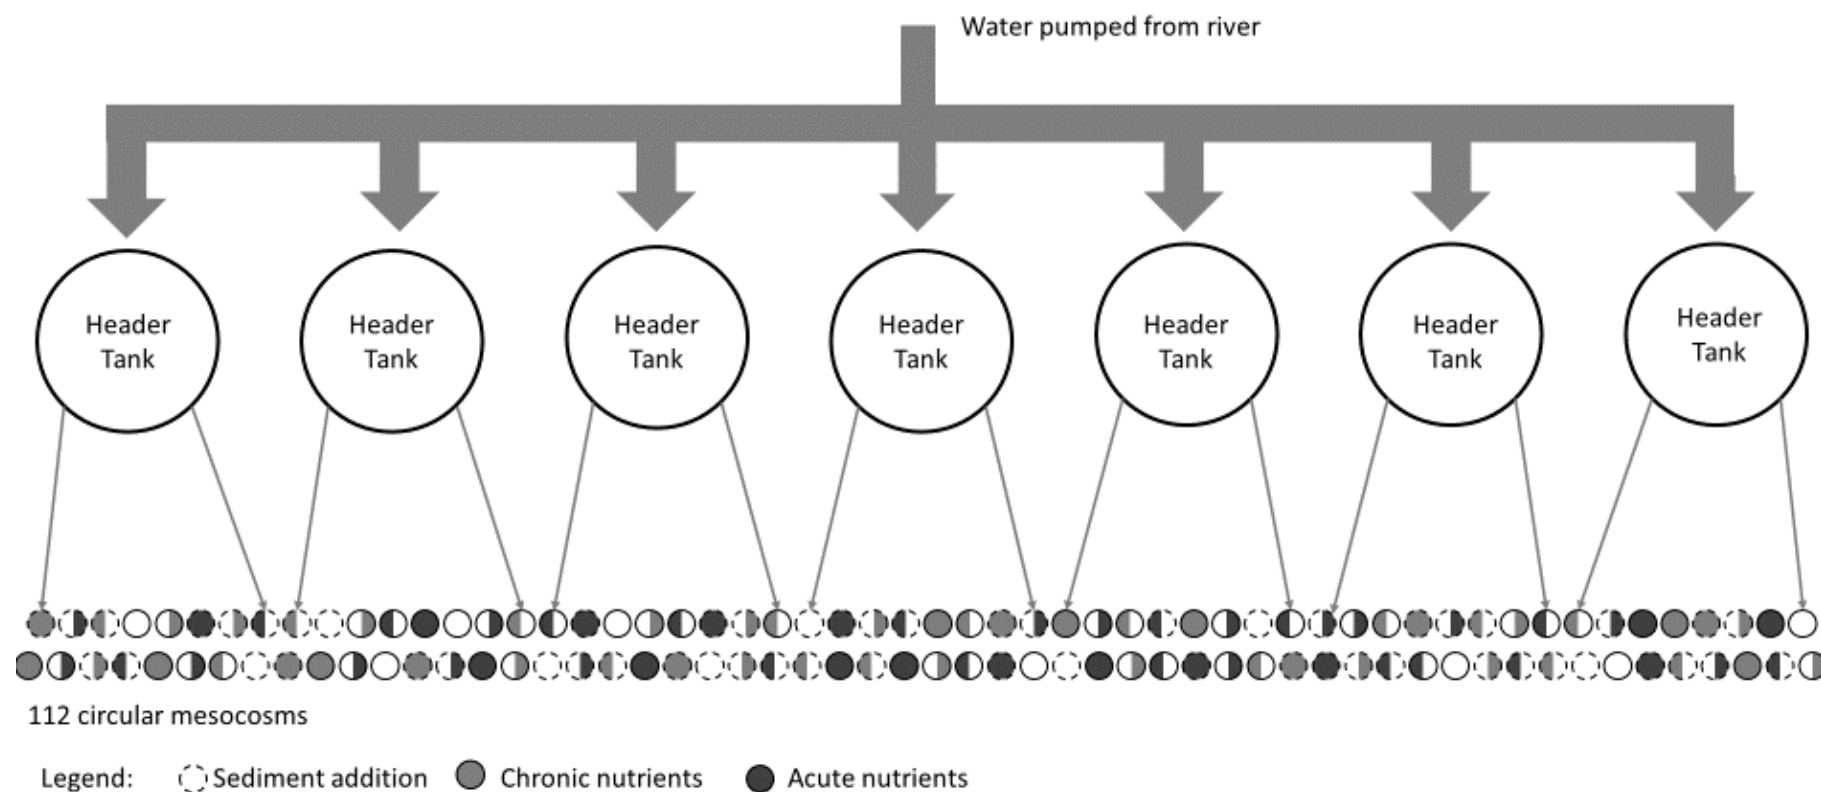 Water pumped from river
Header
Tank
Header
Tank
Header
Tank
Header
Tank
Header
Tank
Header
Tank
Header
Tank
112 circular mesocosms
Legend: Sediment addition Chronic nutrients Acute nutrients